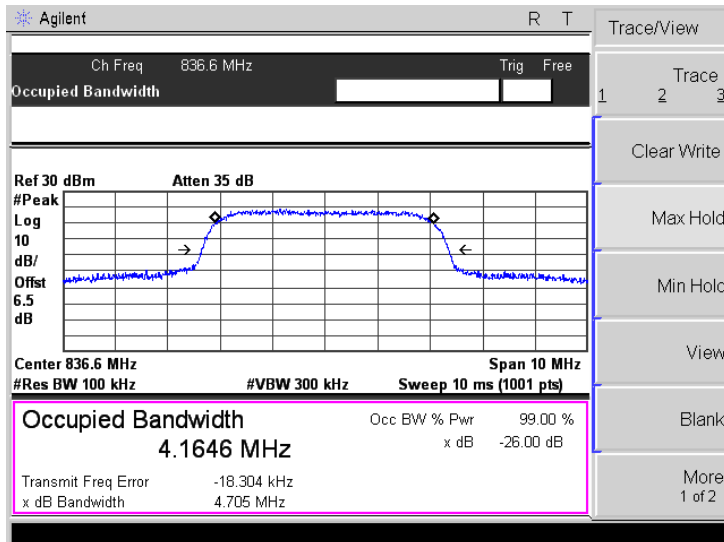 Agilent R T
Ch Freq 836.6 MHz Trig Free
Occupied Bandwidth
Ref 30 dBm Atten 35 dB
#Peak
Log
10
dB/
Offst
6.5
dB
Center 836.6 MHz Span 10 MHz
#Res BW 100 kHz #VBW 300 kHz Sweep 10 ms (1001 pts)
Occupied Bandwidth
4.1646 MHz
Occ BW % Pwr 99.00 %
x dB -26.00 dB
Transmit Freq Error -18.304 kHz
x dB Bandwidth 4.705 MHz
Trace/View
Trace
1 2 3
Clear Write
Max Hold
Min Hold
View
Blank
More
1 of 2